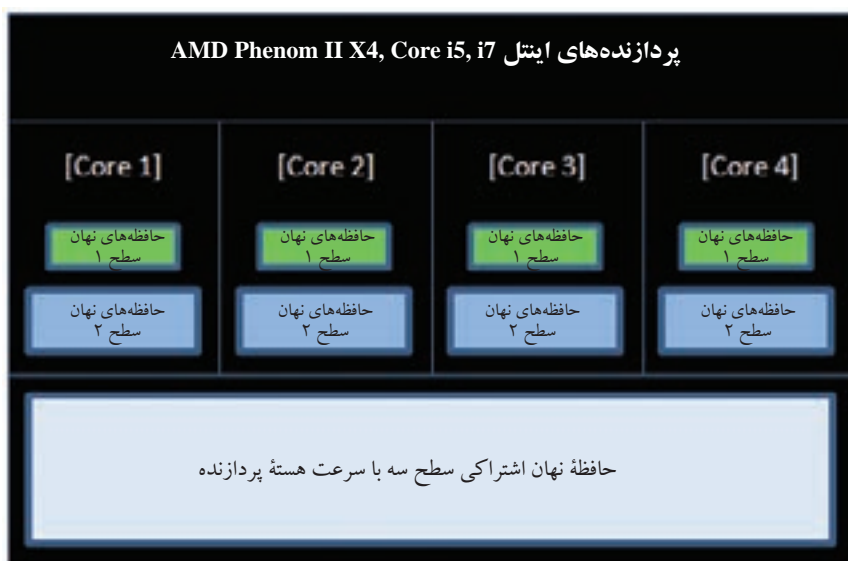 پردازنده‌های اینتل AMD Phenom II X4, Core i5, i7
[Core 1]
[Core 2]
[Core 3]
[Core 4]
حافظه‌های نهان
سطح ۱
حافظه‌های نهان
سطح ۱
حافظه‌های نهان
سطح ۱
حافظه‌های نهان
سطح ۱
حافظه‌های نهان
سطح ۲
حافظه‌های نهان
سطح ۲
حافظه‌های نهان
سطح ۲
حافظه‌های نهان
سطح ۲
حافظهٔ نهان اشتراکی سطح سه با سرعت هستهٔ پردازنده